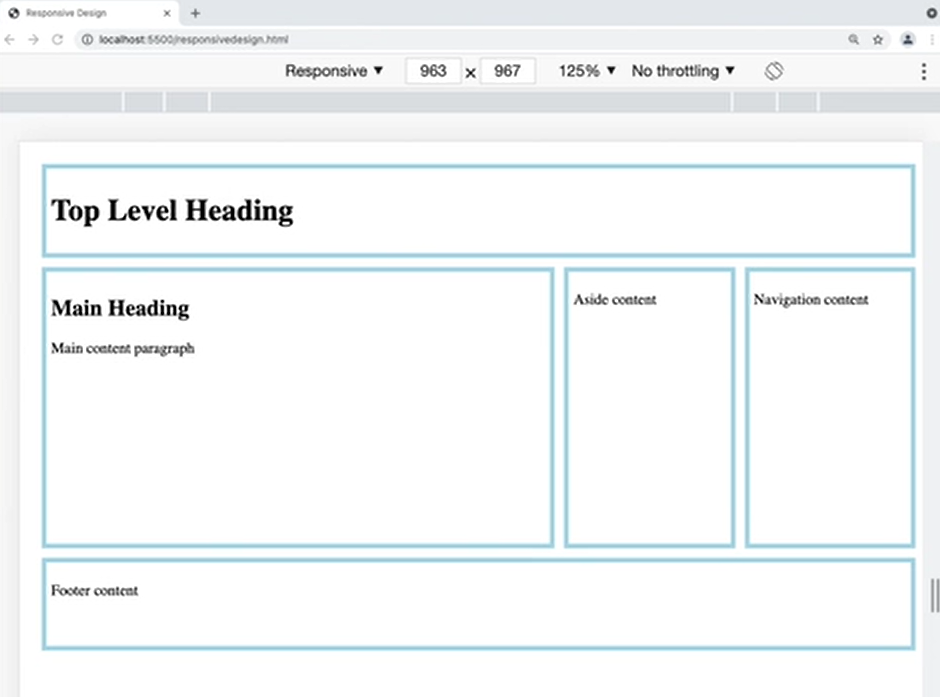 Responsive Design
localhost:5500/responsivedesign.html
Responsive ▼ 963 x 967 125% ▼ No throttling ▼
Top Level Heading
Main Heading
Main content paragraph
Aside content
Navigation content
Footer content